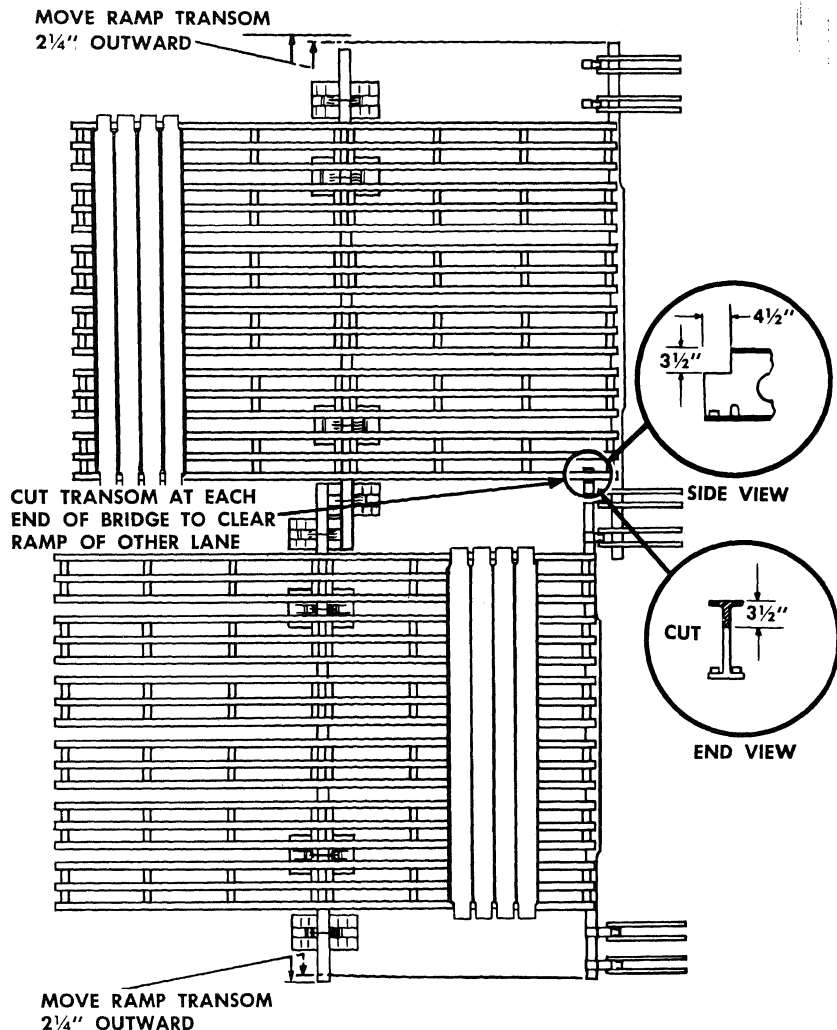 MOVE RAMP TRANSOM
2¼" OUTWARD
4½"
3½"
SIDE VIEW
CUT TRANSOM AT EACH
END OF BRIDGE TO CLEAR
RAMP OF OTHER LANE
3½"
CUT
END VIEW
MOVE RAMP TRANSOM
2¼" OUTWARD